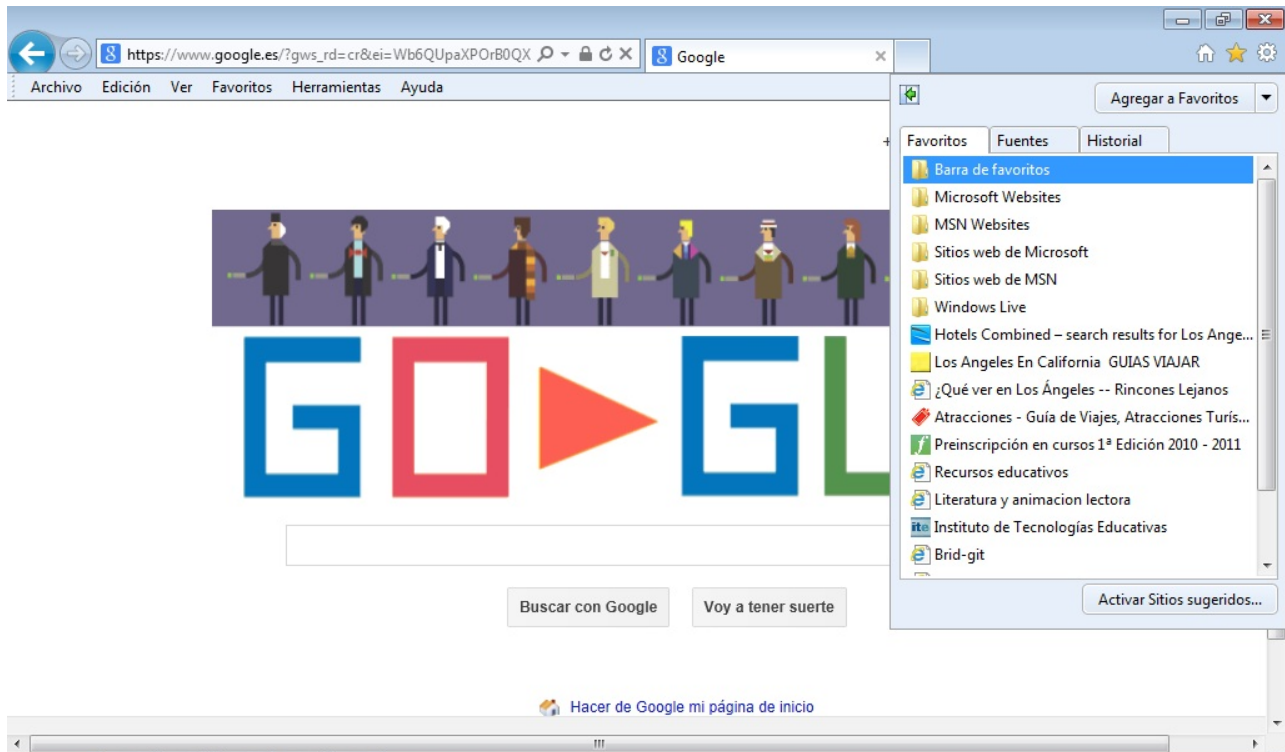 https://www.google.es/?gws_rd=cr&ei=Wb6QUpaXPOrB0QX
Google
Archivo Edición Ver Favoritos Herramientas Ayuda
Agregar a Favoritos
Favoritos Fuentes Historial
Barra de favoritos
Microsoft Websites
MSN Websites
Sitios web de Microsoft
Sitios web de MSN
Windows Live
Hotels Combined – search results for Los Ange...
Los Angeles En California GUIAS VIAJAR
¿Qué ver en Los Ángeles -- Rincones Lejanos
Atracciones - Guía de Viajes, Atracciones Turís...
Preinscripción en cursos 1ª Edición 2010 - 2011
Recursos educativos
Literatura y animacion lectora
ite Instituto de Tecnologías Educativas
Brid-git
Activar Sitios sugeridos...
GO GL
Buscar con Google Voy a tener suerte
Hacer de Google mi página de inicio